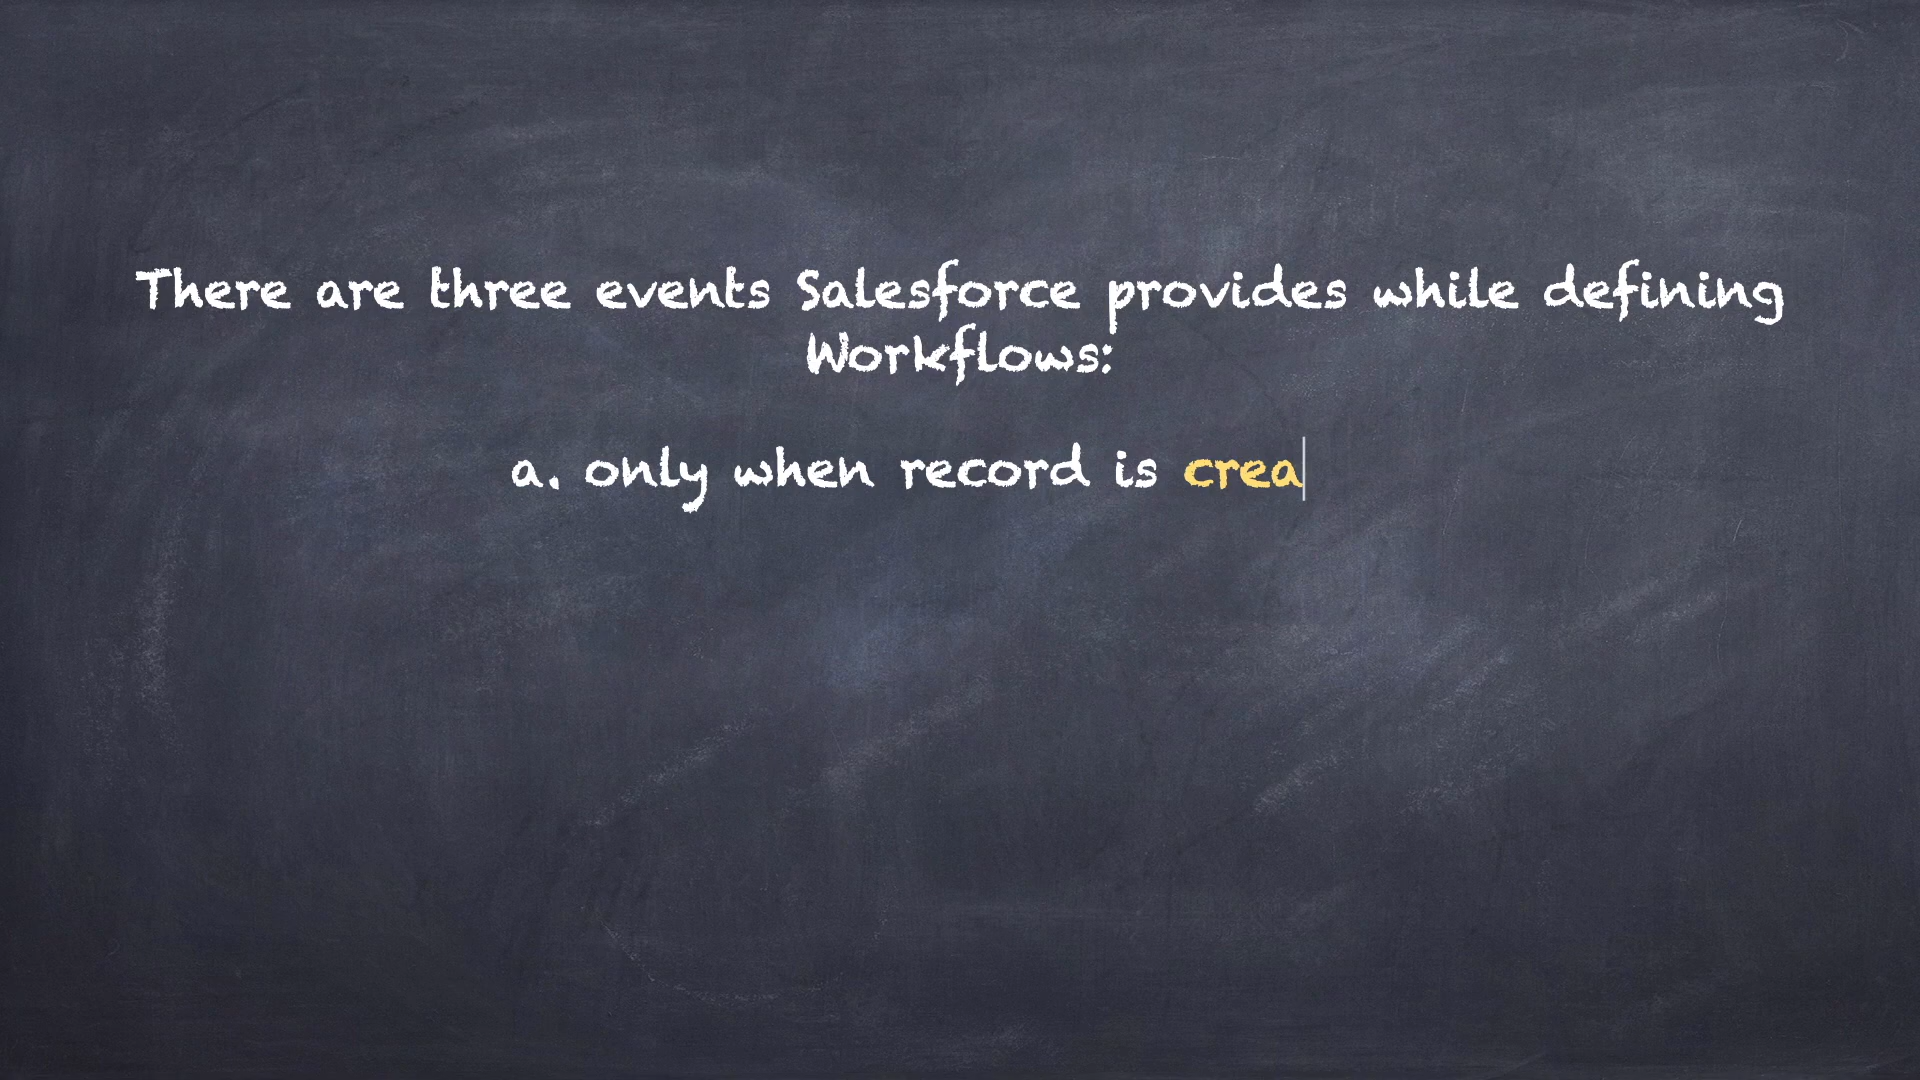 There are three events Salesforce provides while defining
Workflows:
a. only when record is crea